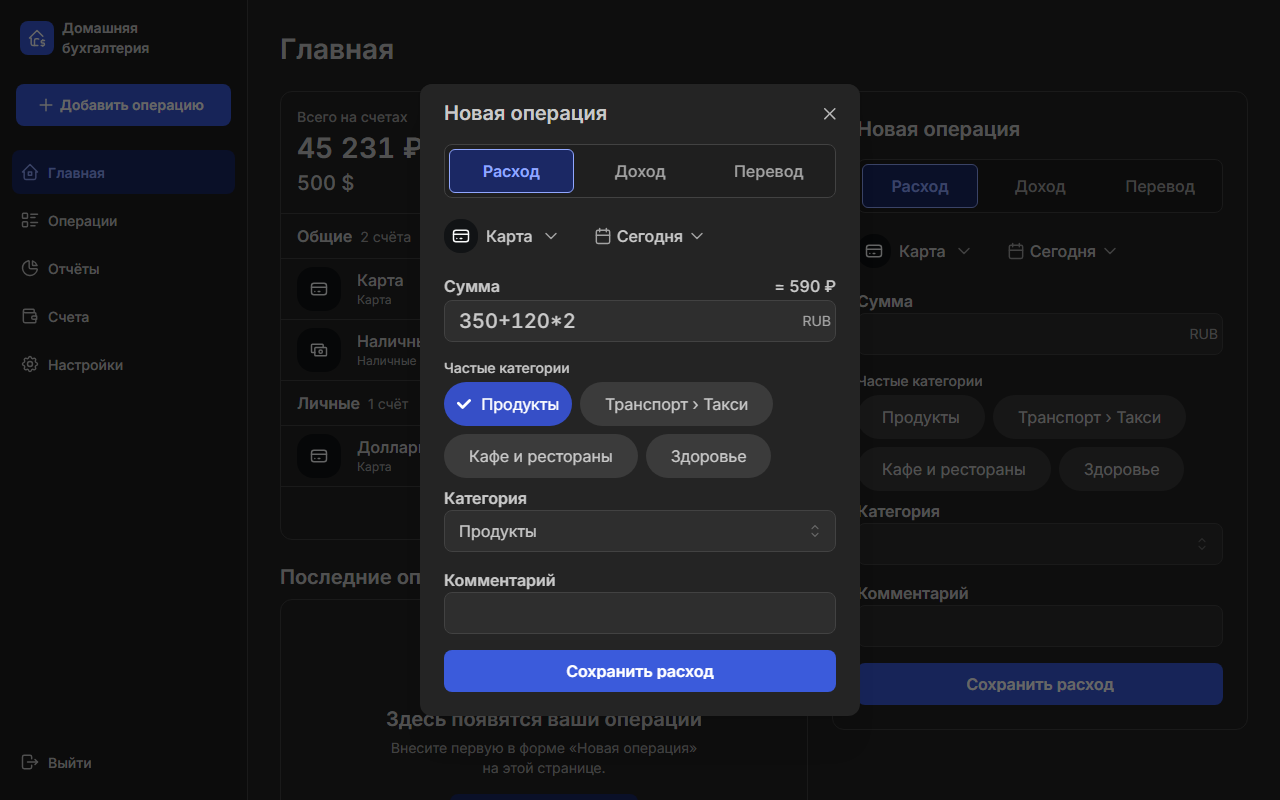 Домашняя
бухгалтерия
Добавить операцию
Главная
Операции
Отчёты
Счета
Настройки
Выйти
Главная
Всего на счетах
45 231 ₽
500 $
Общие 2 счёта
Карта
Карта
Наличные
Личные 1 счёт
Карта
Последние
Здесь появятся ваши операции
Внесите первую в форме «Новая операция»
на этой странице.
Новая операция
Расход Доход Перевод
Карта Сегодня
Сумма = 590 ₽
350+120*2 RUB
Частые категории
Продукты Транспорт › Такси
Кафе и рестораны Здоровье
Категория
Продукты
Комментарий
Сохранить расход
Новая операция
Расход Доход Перевод
Карта Сегодня
Сумма
RUB
Частые категории
Продукты Транспорт › Такси
Кафе и рестораны Здоровье
Категория
Комментарий
Сохранить расход